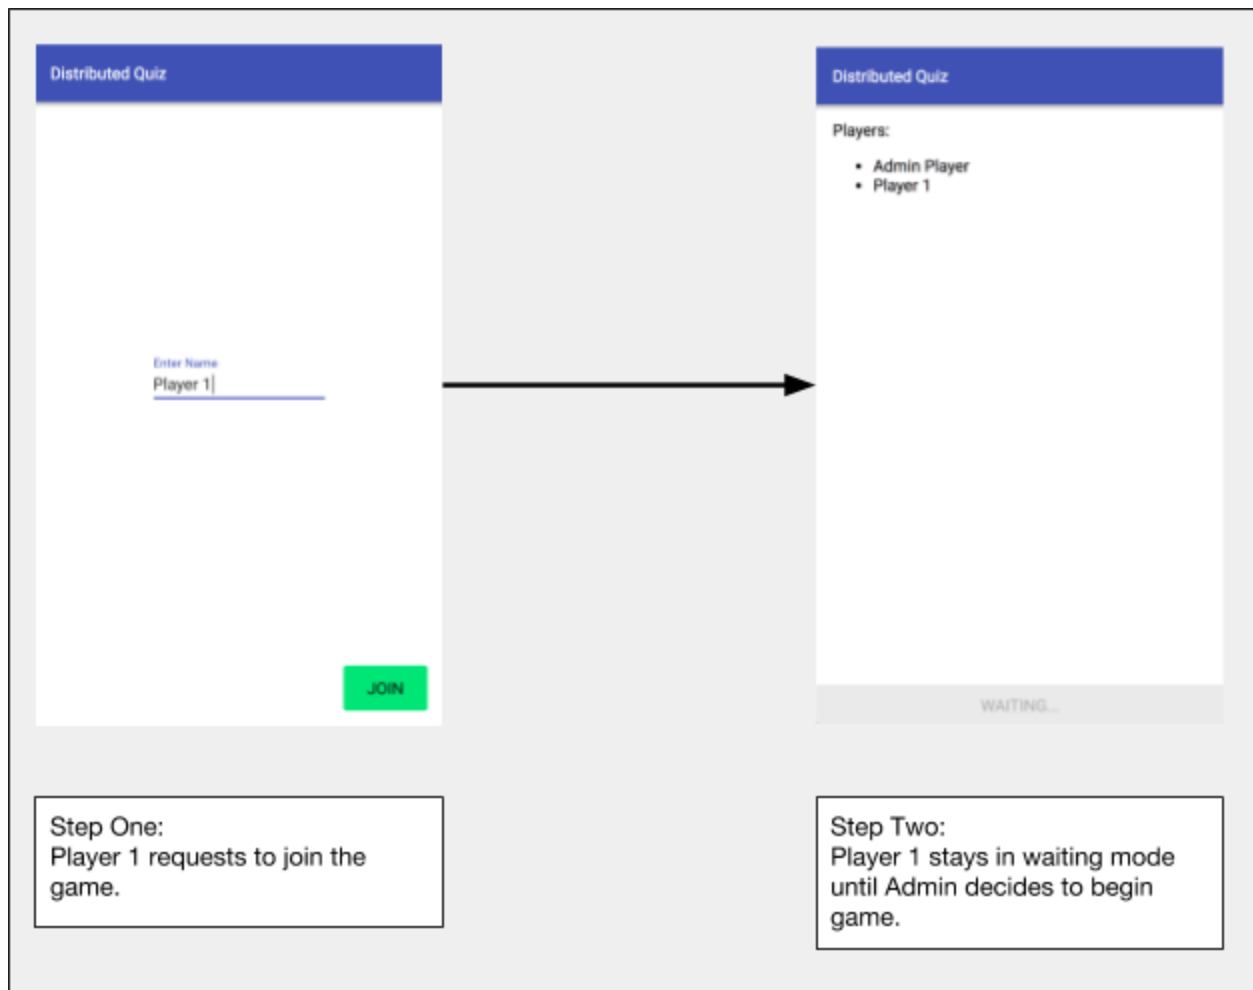 Distributed Quiz
Enter Name
Player 1
JOIN
Step One:
Player 1 requests to join the
game.
Distributed Quiz
Players:
• Admin Player
• Player 1
WAITING...
Step Two:
Player 1 stays in waiting mode
until Admin decides to begin
game.